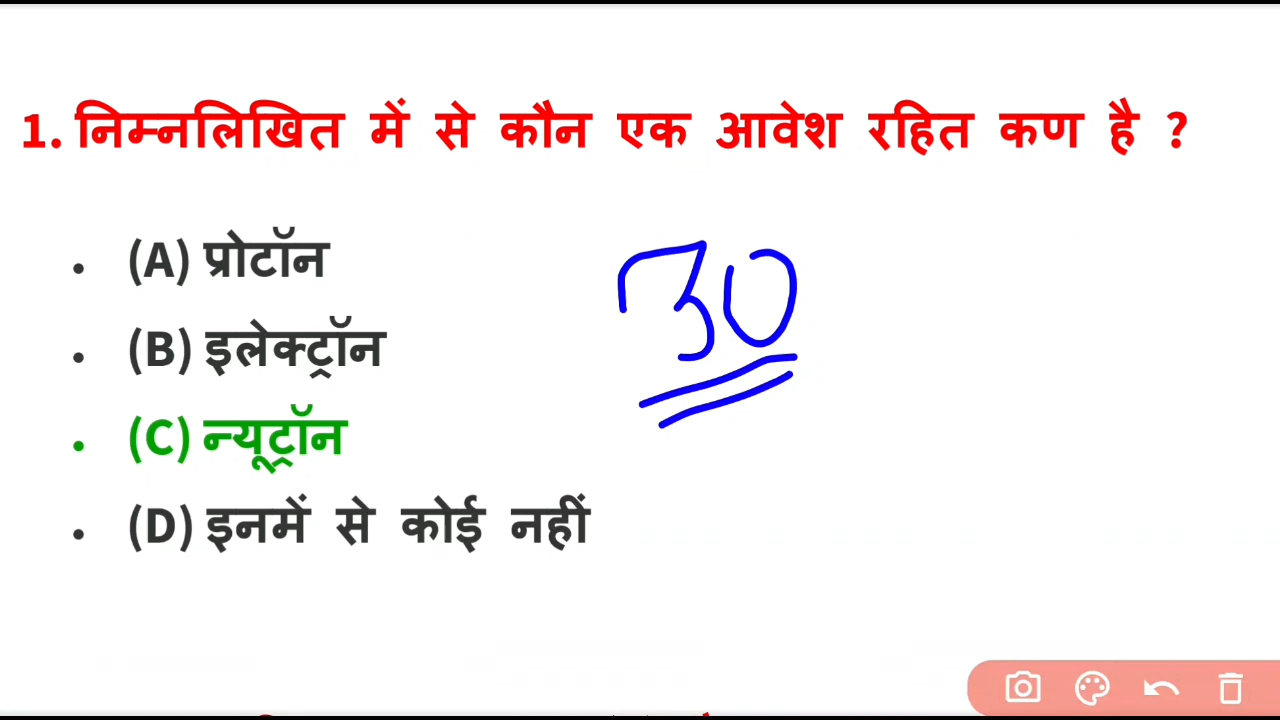 1. निम्नलिखित में से कौन एक आवेश रहित कण है ?
• (A) प्रोटॉन
• (B) इलेक्ट्रॉन
30
• (C) न्यूट्रॉन
• (D) इनमें से कोई नहीं